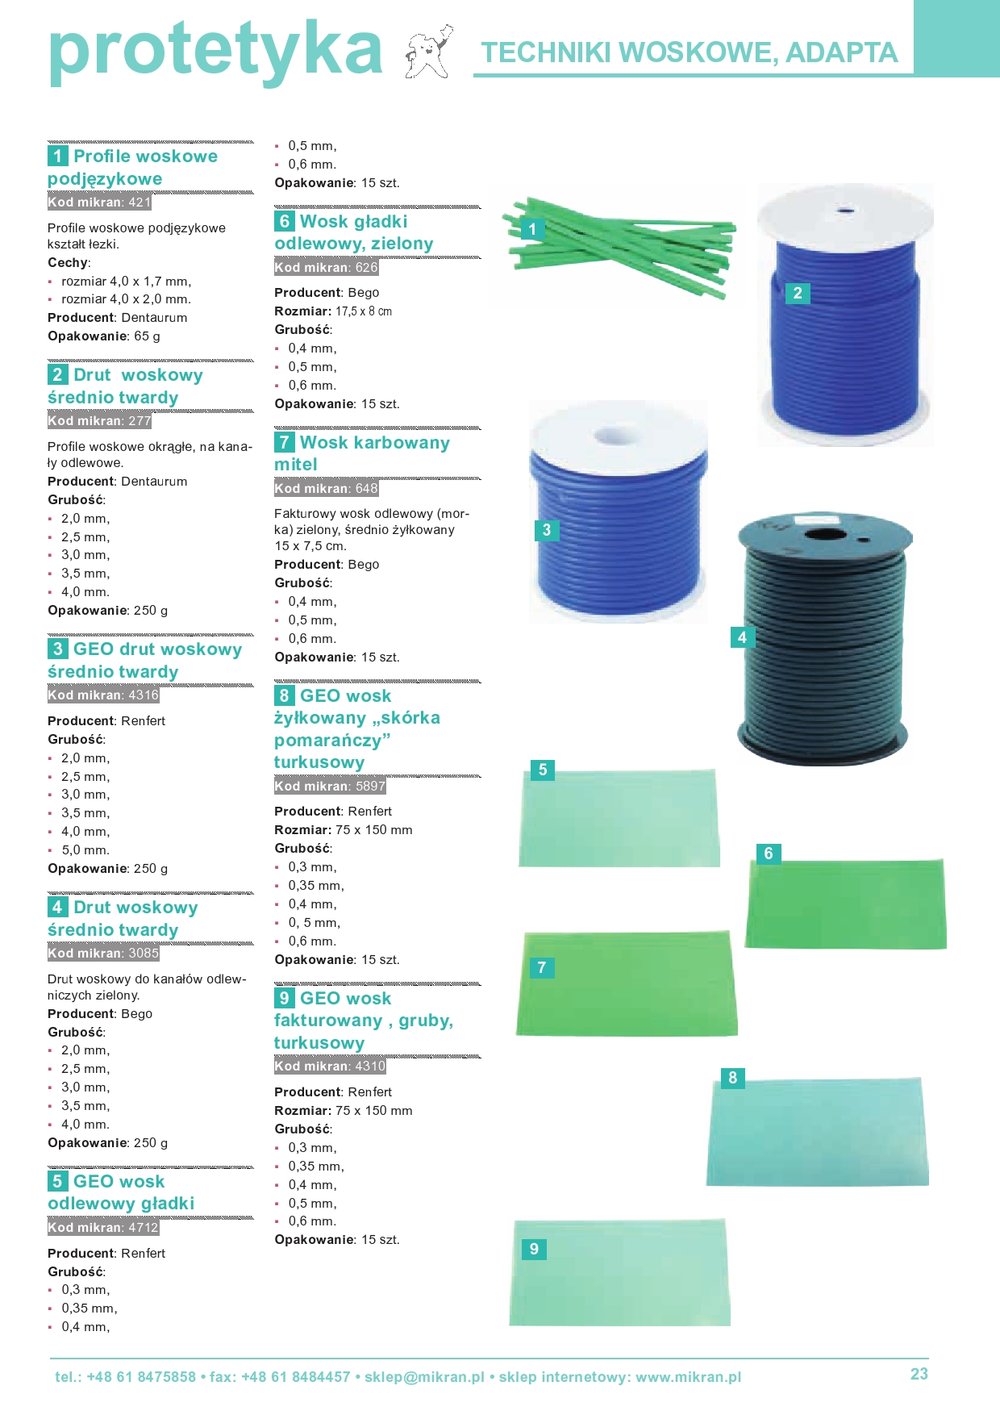 protetyka
TECHNIKI WOSKOWE, ADAPTA
1 Profile woskowe
podjęzykowe
Kod mikran: 421
Profile woskowe podjęzykowe
kształt łezki.
Cechy:
▪ rozmiar 4,0 x 1,7 mm,
▪ rozmiar 4,0 x 2,0 mm.
Producent: Dentaurum
Opakowanie: 65 g
2 Drut woskowy
średnio twardy
Kod mikran: 277
Profile woskowe okrągłe, na kana-
ły odlewowe.
Producent: Dentaurum
Grubość:
▪ 2,0 mm,
▪ 2,5 mm,
▪ 3,0 mm,
▪ 3,5 mm,
▪ 4,0 mm.
Opakowanie: 250 g
3 GEO drut woskowy
średnio twardy
Kod mikran: 4316
Producent: Renfert
Grubość:
▪ 2,0 mm,
▪ 2,5 mm,
▪ 3,0 mm,
▪ 3,5 mm,
▪ 4,0 mm,
▪ 5,0 mm.
Opakowanie: 250 g
4 Drut woskowy
średnio twardy
Kod mikran: 3085
Drut woskowy do kanałów odlew-
niczych zielony.
Producent: Bego
Grubość:
▪ 2,0 mm,
▪ 2,5 mm,
▪ 3,0 mm,
▪ 3,5 mm,
▪ 4,0 mm.
Opakowanie: 250 g
5 GEO wosk
odlewowy gładki
Kod mikran: 4712
Producent: Renfert
Grubość:
▪ 0,3 mm,
▪ 0,35 mm,
▪ 0,4 mm,
▪ 0,5 mm,
▪ 0,6 mm.
Opakowanie: 15 szt.
6 Wosk gładki
odlewowy, zielony
Kod mikran: 626
Producent: Bego
Rozmiar: 17,5 x 8 cm
Grubość:
▪ 0,4 mm,
▪ 0,5 mm,
▪ 0,6 mm.
Opakowanie: 15 szt.
7 Wosk karbowany
mitel
Kod mikran: 648
Fakturowy wosk odlewowy (mor-
ka) zielony, średnio żyłkowany
15 x 7,5 cm.
Producent: Bego
Grubość:
▪ 0,4 mm,
▪ 0,5 mm,
▪ 0,6 mm.
Opakowanie: 15 szt.
8 GEO wosk
żyłkowany „skórka
pomarańczy”
turkusowy
Kod mikran: 5897
Producent: Renfert
Rozmiar: 75 x 150 mm
Grubość:
▪ 0,3 mm,
▪ 0,35 mm,
▪ 0,4 mm,
▪ 0, 5 mm,
▪ 0,6 mm.
Opakowanie: 15 szt.
9 GEO wosk
fakturowany , gruby,
turkusowy
Kod mikran: 4310
Producent: Renfert
Rozmiar: 75 x 150 mm
Grubość:
▪ 0,3 mm,
▪ 0,35 mm,
▪ 0,4 mm,
▪ 0,5 mm,
▪ 0,6 mm.
Opakowanie: 15 szt.
1
2
3
4
5
6
7
8
9
tel.: +48 61 8475858 • fax: +48 61 8484457 • sklep@mikran.pl • sklep internetowy: www.mikran.pl
23